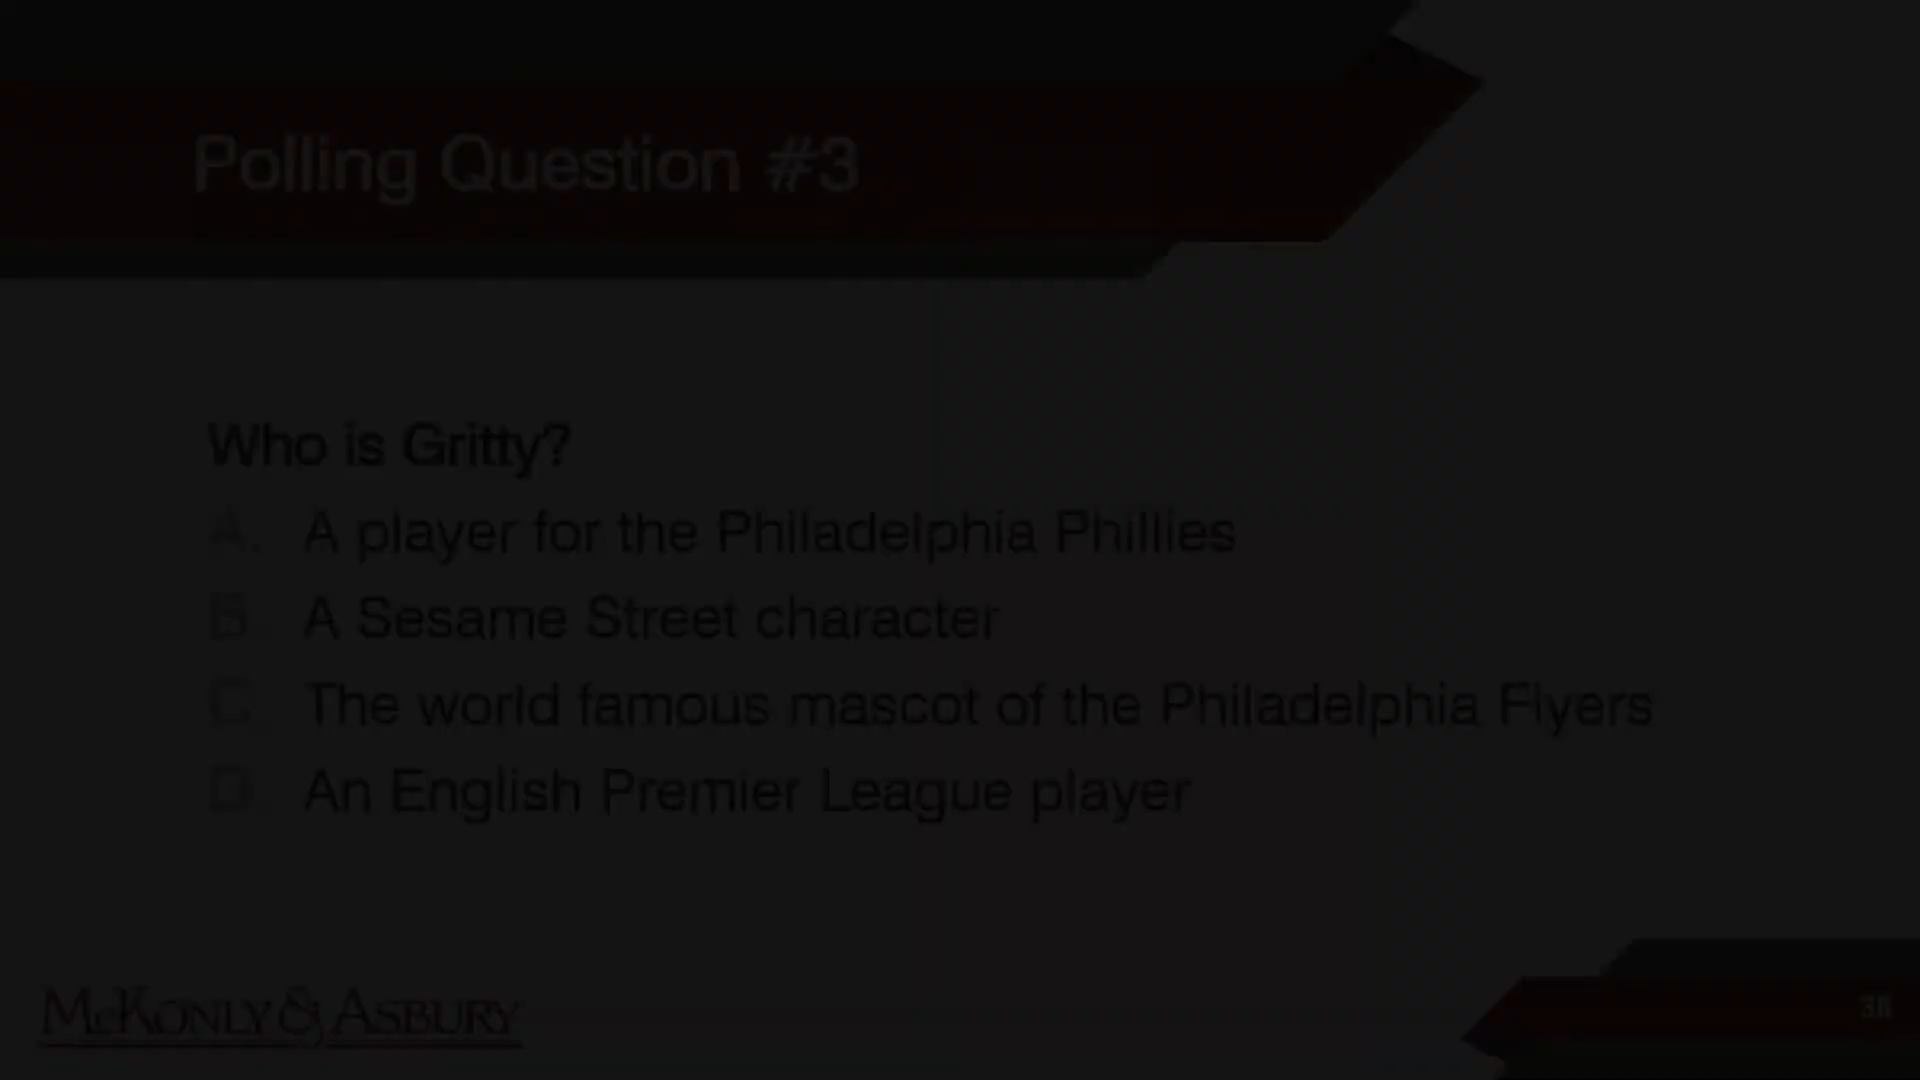 Polling Question #3
Who is Gritty?
A. A player for the Philadelphia Phillies
B. A Sesame Street character
C. The world famous mascot of the Philadelphia Flyers
D. An English Premier League player
McKonly & Asbury